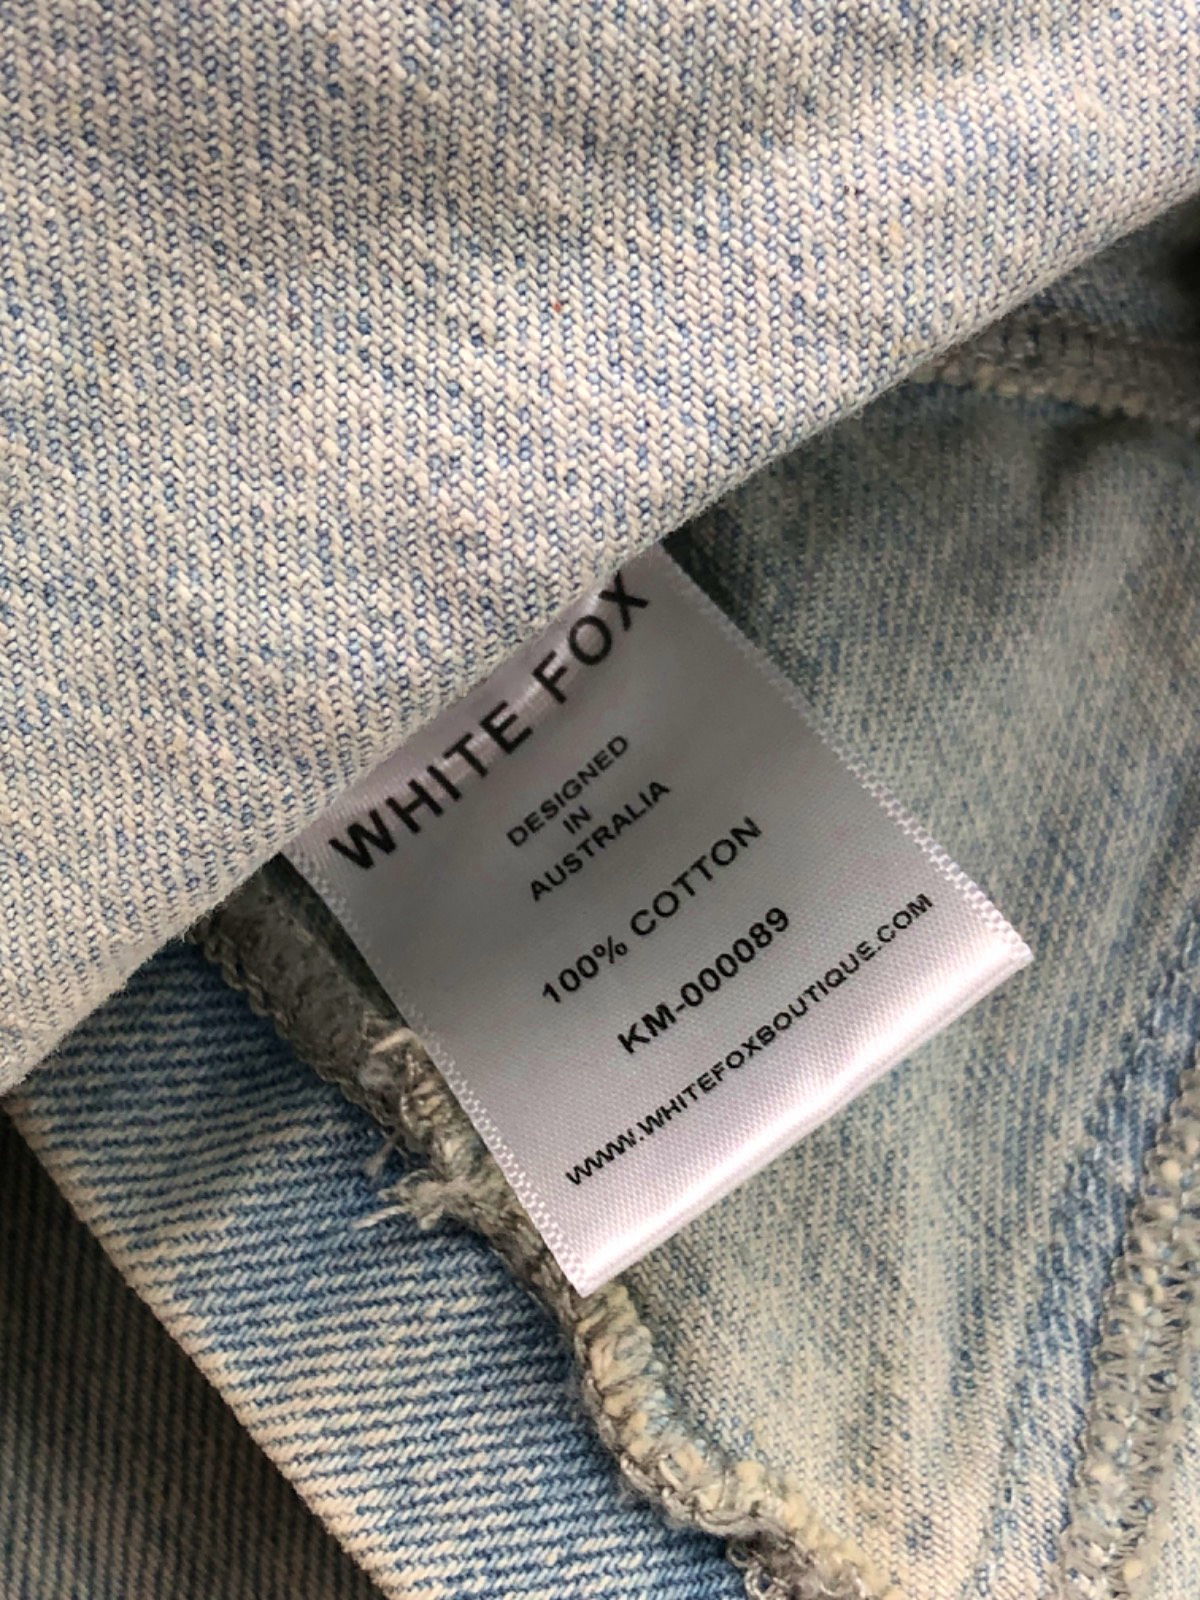 WHITE FOX
DESIGNED
IN
AUSTRALIA
100% COTTON
KM-000089
WWW.WHITEFOXBOUTIQUE.COM